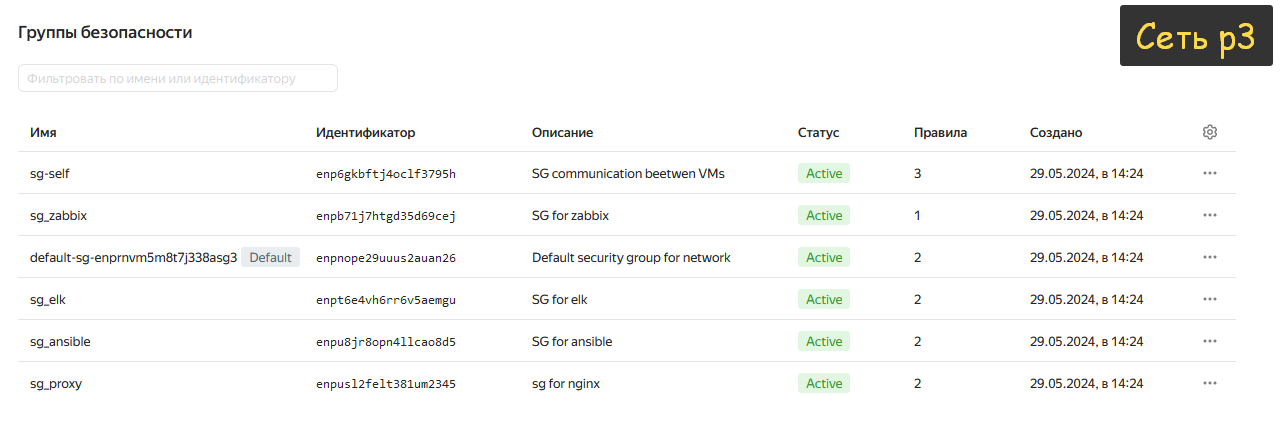 Группы безопасности
Сеть p3
Фильтровать по имени или идентификатору
Имя Идентификатор Описание Статус Правила Создано
sg-self enp6gkbftj4oclf3795h SG communication beetwen VMs Active 3 29.05.2024, в 14:24
sg_zabbix enpb71j7htgd35d69cej SG for zabbix Active 1 29.05.2024, в 14:24
default-sg-enprnvm5m8t7j338asg3 Default enpnope29uuus2auan26 Default security group for network Active 2 29.05.2024, в 14:24
sg_elk enpt6e4vh6rr6v5aemgu SG for elk Active 2 29.05.2024, в 14:24
sg_ansible enpu8jr8opn4llcao8d5 SG for ansible Active 2 29.05.2024, в 14:24
sg_proxy enpusl2felt381um2345 sg for nginx Active 2 29.05.2024, в 14:24